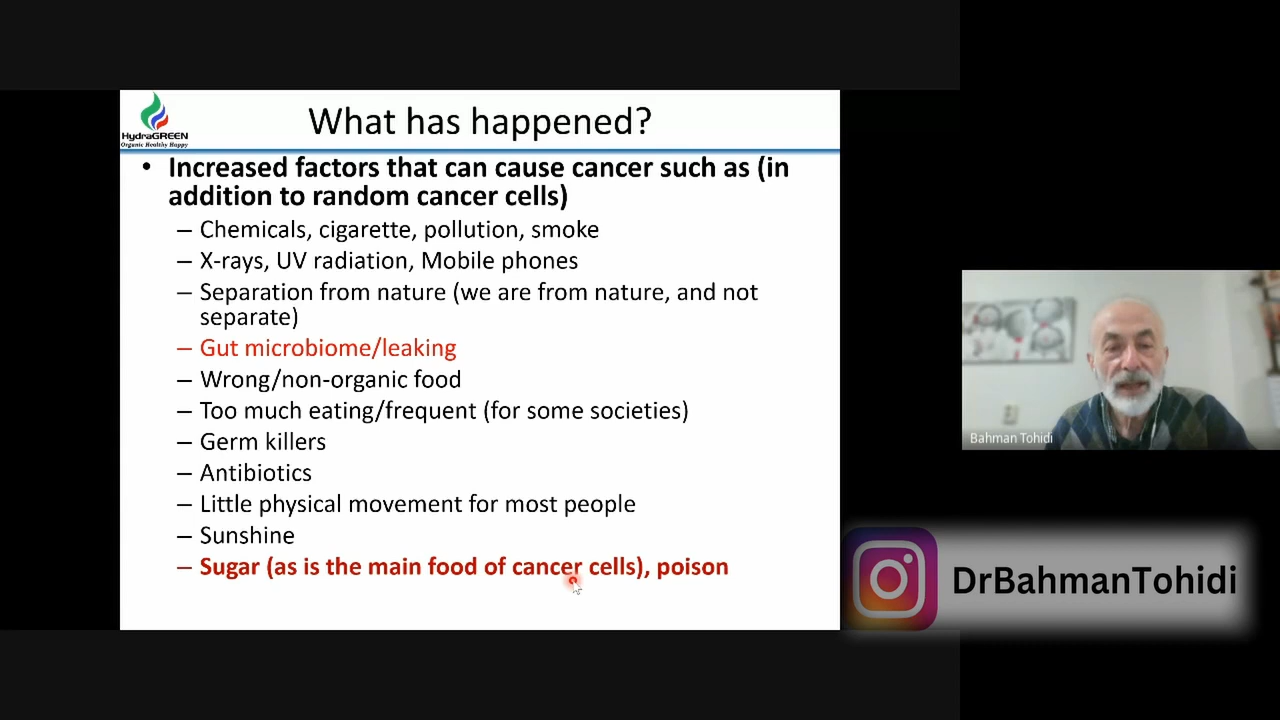 HydraGREEN
Organic Healthy Happy
What has happened?
• Increased factors that can cause cancer such as (in
addition to random cancer cells)
– Chemicals, cigarette, pollution, smoke
– X-rays, UV radiation, Mobile phones
– Separation from nature (we are from nature, and not
separate)
– Gut microbiome/leaking
– Wrong/non-organic food
– Too much eating/frequent (for some societies)
– Germ killers
– Antibiotics
– Little physical movement for most people
– Sunshine
– Sugar (as is the main food of cancer cells), poison
Bahman Tohidi
DrBahmanTohidi